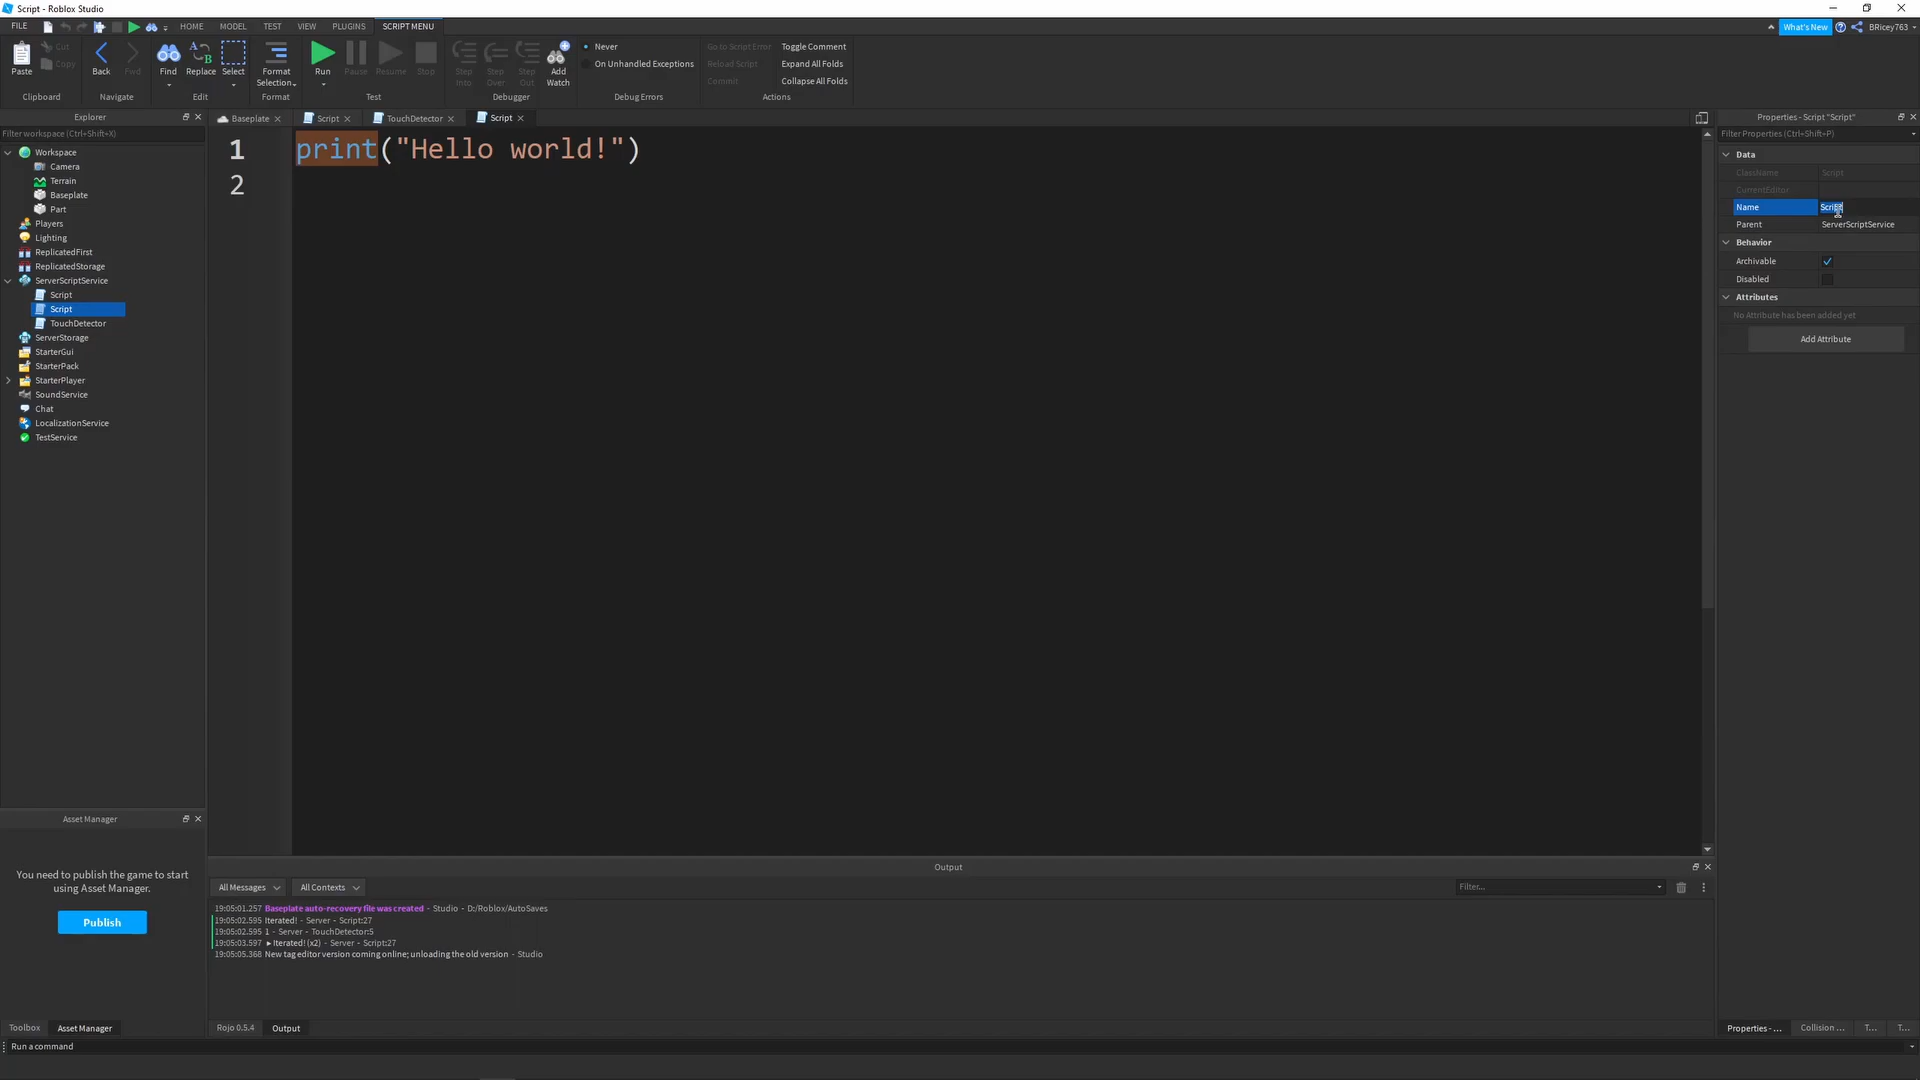 Script - Roblox Studio
FILE HOME MODEL TEST VIEW PLUGINS SCRIPT MENU What's New BRicey763
Paste Cut Copy Back Fwd Find Replace Select Format Selection... Run Pause Resume Stop Step Into Step Over Step Out Add Watch Never On Unhandled Exceptions Go to Script Error Reload Script Commit Toggle Comment Expand All Folds Collapse All Folds
Clipboard Navigate Edit Format Test Debugger Debug Errors Actions
Explorer
Filter workspace (Ctrl+Shift+X)
Workspace
Camera
Terrain
Baseplate
Part
Players
Lighting
ReplicatedFirst
ReplicatedStorage
ServerScriptService
Script
Script
TouchDetector
ServerStorage
StarterGui
StarterPack
StarterPlayer
SoundService
Chat
LocalizationService
TestService
Asset Manager
You need to publish the game to start
using Asset Manager.
Publish
Toolbox Asset Manager
Baseplate Script TouchDetector Script
1 print("Hello world!")
2
Output
All Messages All Contexts Filter...
19:05:01.257 Baseplate auto-recovery file was created - Studio - D:/Roblox/AutoSaves
19:05:02.595 Iterated! - Server - Script:27
19:05:02.595 1 - Server - TouchDetector:5
19:05:03.597 ►Iterated! (x2) - Server - Script:27
19:05:05.368 New tag editor version coming online; unloading the old version - Studio
Rojo 0.5.4 Output
Properties - Script "Script"
Filter Properties (Ctrl+Shift+P)
Data
ClassName Script
CurrentEditor
Name Script
Parent ServerScriptService
Behavior
Archivable
Disabled
Attributes
No Attribute has been added yet
Add Attribute
Properties - ... Collision ... T... T...
Run a command